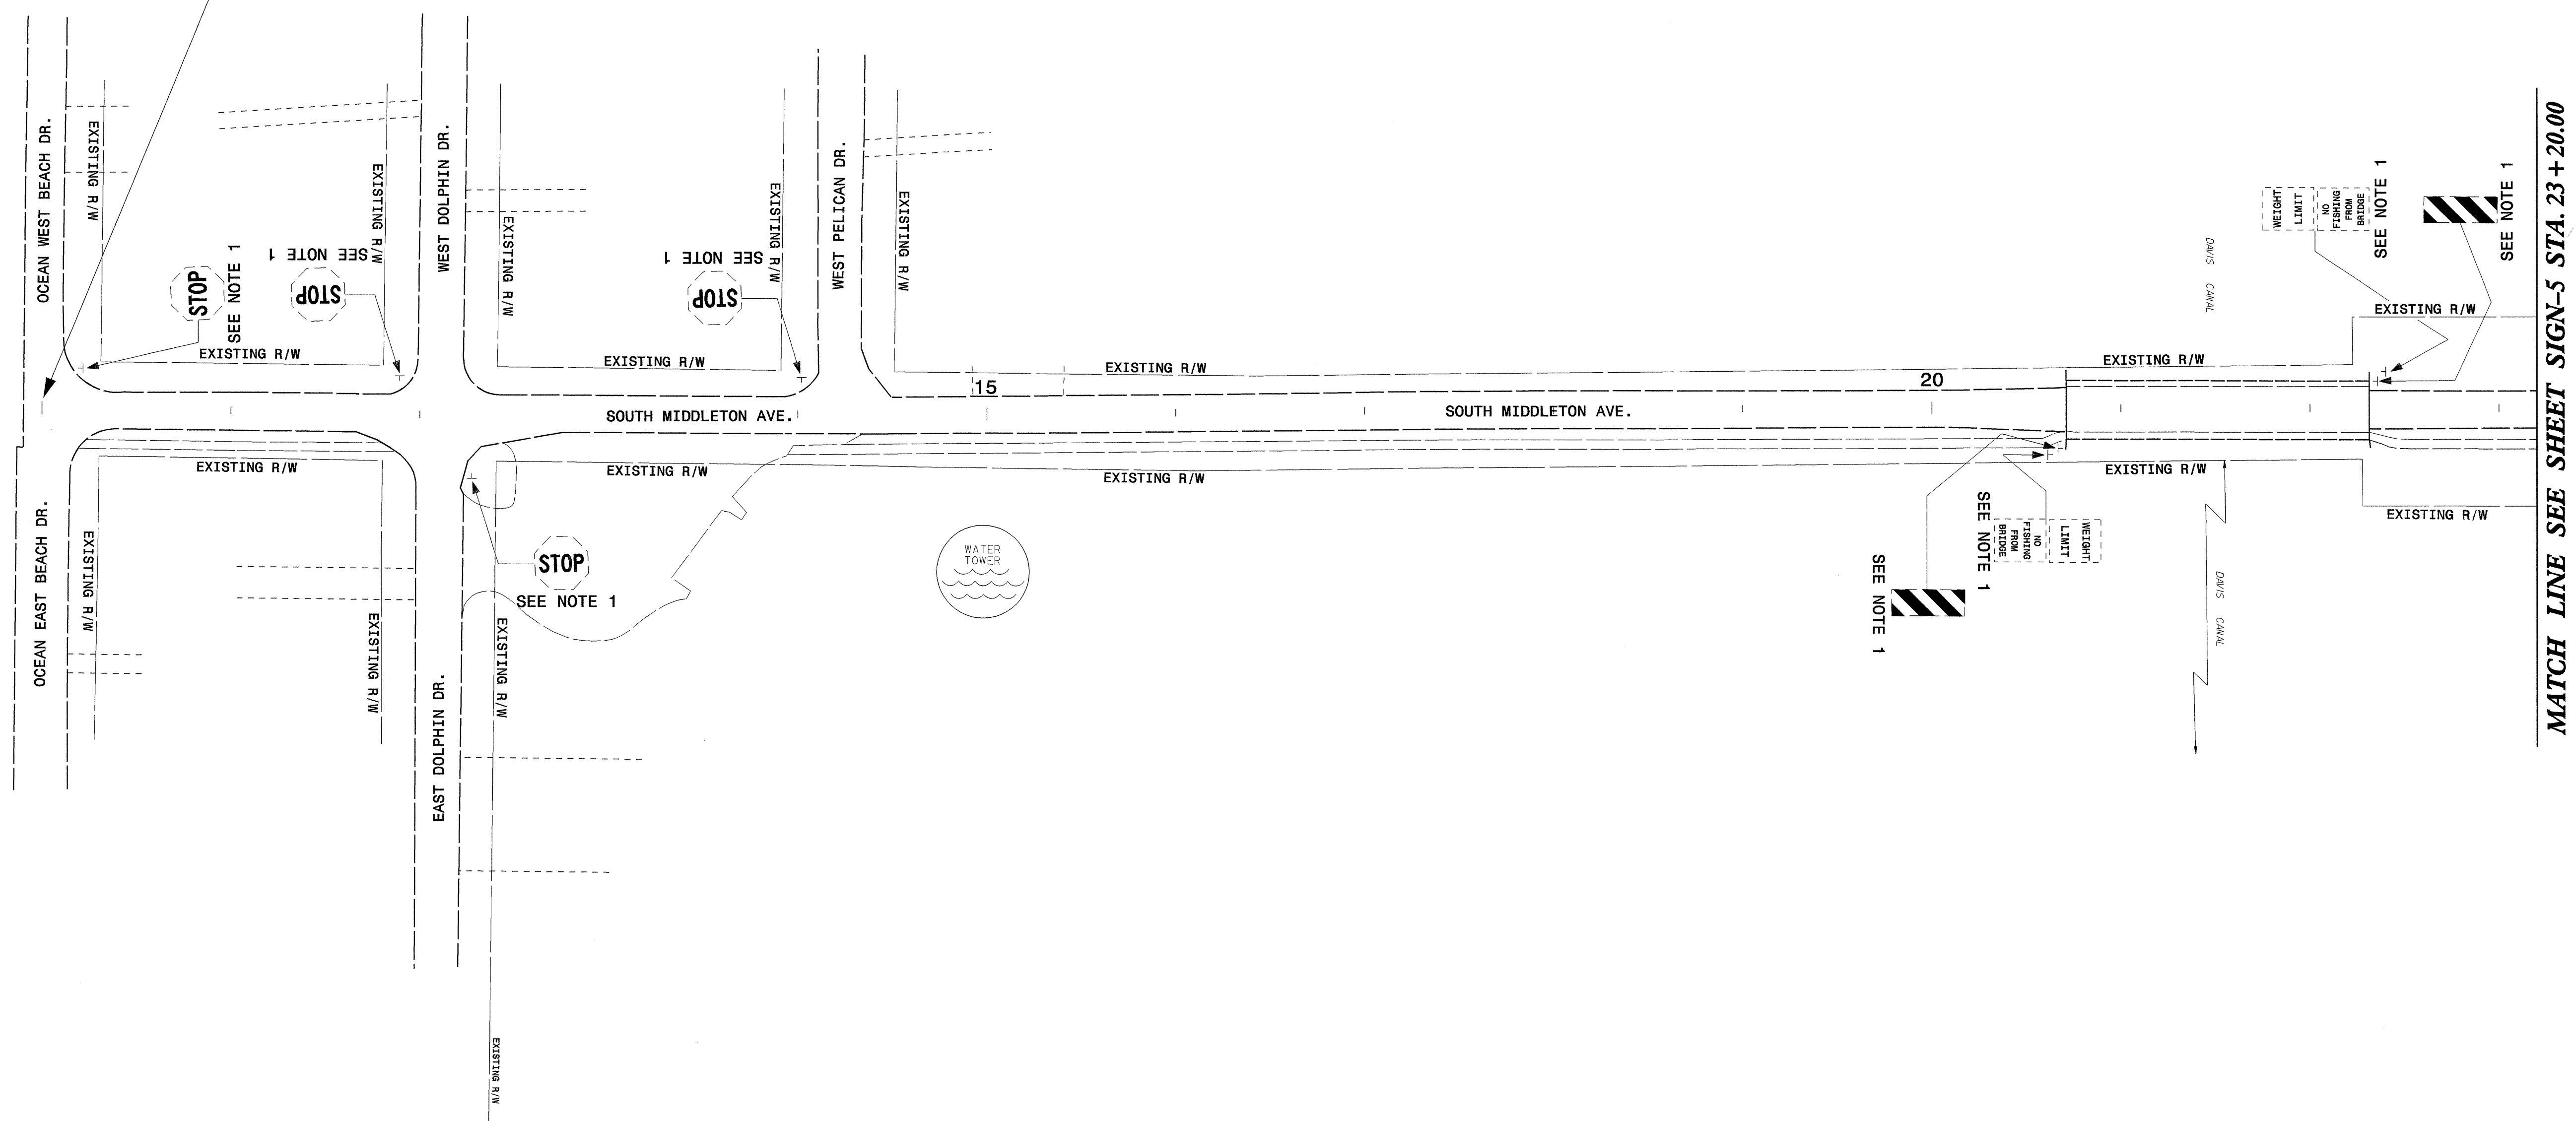 OCEAN WEST BEACH DR.
EXISTING R/W
STOP
SEE NOTE 1
STOP
SEE NOTE 1
EXISTING R/W
EXISTING R/W
WEST DOLPHIN DR.
EXISTING R/W
STOP
SEE NOTE 1
EXISTING R/W
EXISTING R/W
WEST PELICAN DR.
EXISTING R/W
EXISTING R/W
15
20
DAVIS CANAL
EXISTING R/W
WEIGHT
LIMIT
NO
FISHING
FROM
BRIDGE
SEE NOTE 1
SEE NOTE 1
EXISTING R/W
SOUTH MIDDLETON AVE.
SOUTH MIDDLETON AVE.
OCEAN EAST BEACH DR.
EXISTING R/W
EXISTING R/W
EXISTING R/W
EAST DOLPHIN DR.
EXISTING R/W
EXISTING R/W
EXISTING R/W
STOP
SEE NOTE 1
EXISTING R/W
WATER
TOWER
SEE NOTE 1
SEE NOTE 1
WEIGHT
LIMIT
NO
FISHING
FROM
BRIDGE
EXISTING R/W
DAVIS CANAL
EXISTING R/W
MATCH LINE SEE SHEET SIGN-5 STA. 23+20.00